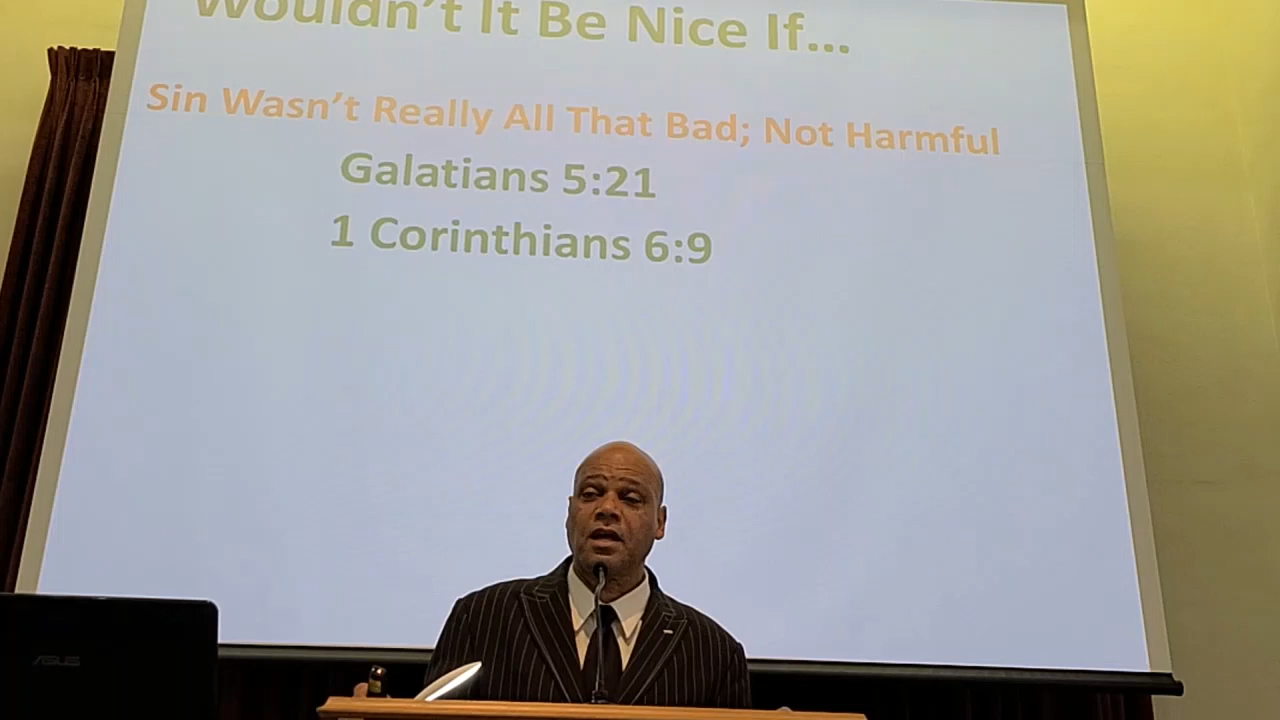 Wouldn't It Be Nice If...
Sin Wasn't Really All That Bad; Not Harmful
Galatians 5:21
1 Corinthians 6:9
ASUS